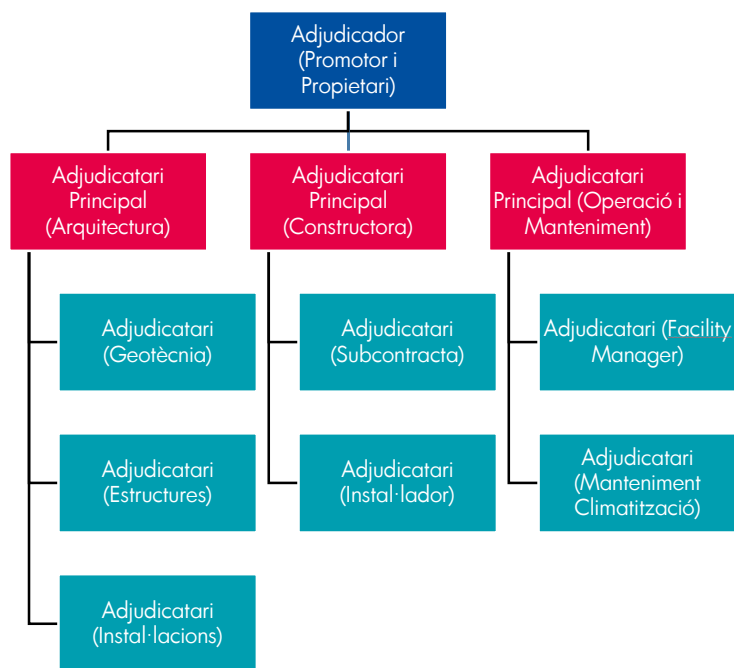 Adjudicador
(Promotor i
Propietari)
Adjudicatari
Principal
(Arquitectura)
Adjudicatari
Principal
(Constructora)
Adjudicatari
Principal (Operació i
Manteniment)
Adjudicatari
(Geotècnia)
Adjudicatari
(Subcontracta)
Adjudicatari (Facility
Manager)
Adjudicatari
(Estructures)
Adjudicatari
(Instal·lador)
Adjudicatari
(Manteniment
Climatització)
Adjudicatari
(Instal·lacions)